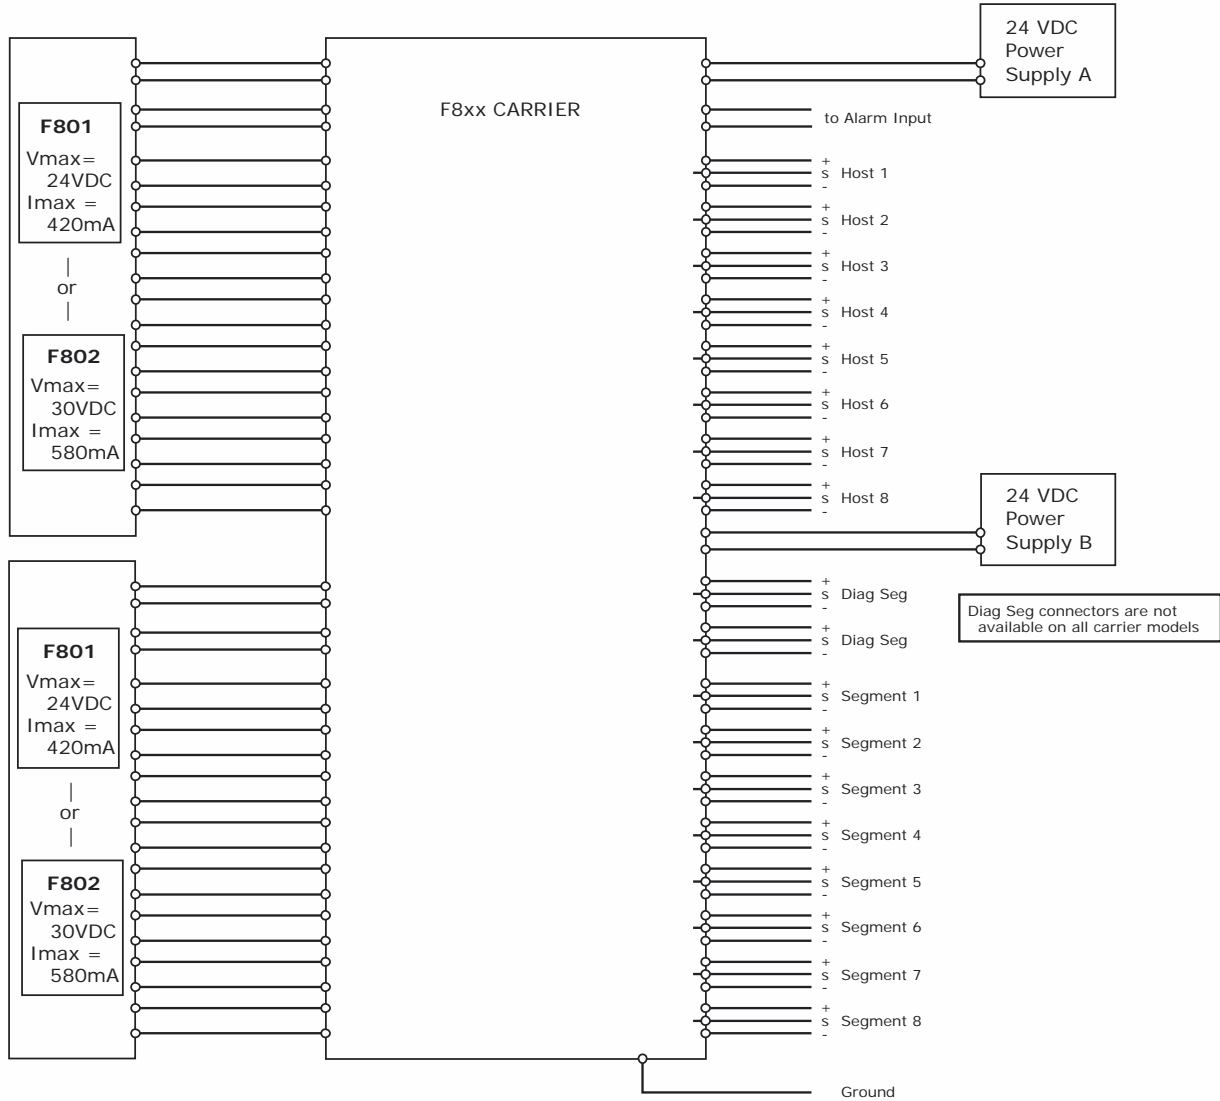 24 VDC
Power
Supply A
F8xx CARRIER
to Alarm Input
F801
Vmax=
24VDC
Imax =
420mA
|
or
|
F802
Vmax=
30VDC
Imax =
580mA
+
s Host 1
-
+
s Host 2
-
+
s Host 3
-
+
s Host 4
-
+
s Host 5
-
+
s Host 6
-
+
s Host 7
-
+
s Host 8
-
24 VDC
Power
Supply B
+
s Diag Seg
-
+
s Diag Seg
-
Diag Seg connectors are not
available on all carrier models
F801
Vmax=
24VDC
Imax =
420mA
|
or
|
F802
Vmax=
30VDC
Imax =
580mA
+
s Segment 1
-
+
s Segment 2
-
+
s Segment 3
-
+
s Segment 4
-
+
s Segment 5
-
+
s Segment 6
-
+
s Segment 7
-
+
s Segment 8
-
Ground